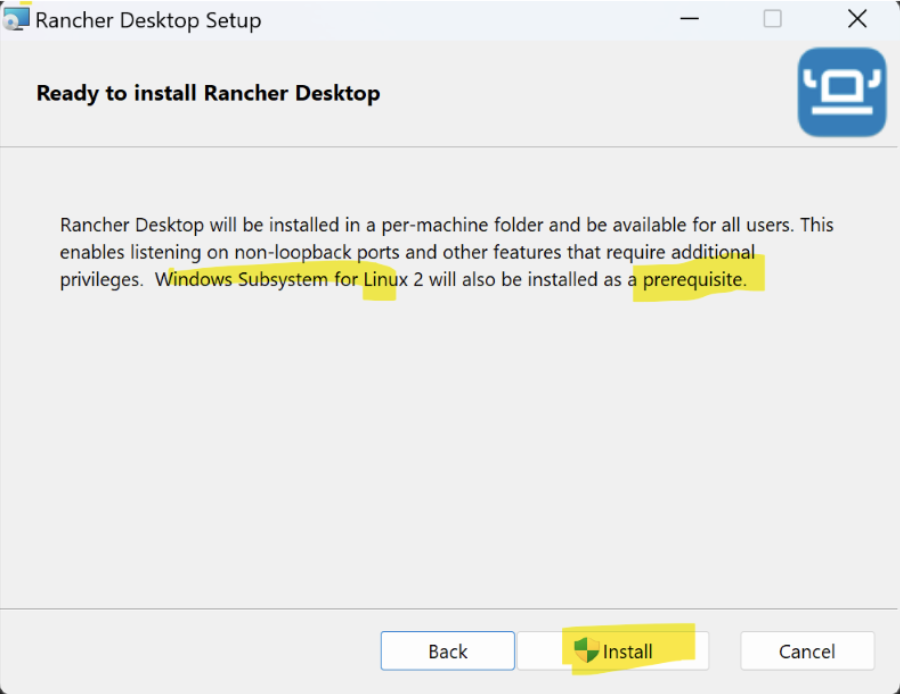 Rancher Desktop Setup
Ready to install Rancher Desktop
Rancher Desktop will be installed in a per-machine folder and be available for all users. This
enables listening on non-loopback ports and other features that require additional
privileges.  Windows Subsystem for Linux 2 will also be installed as a prerequisite.
Back
Install
Cancel